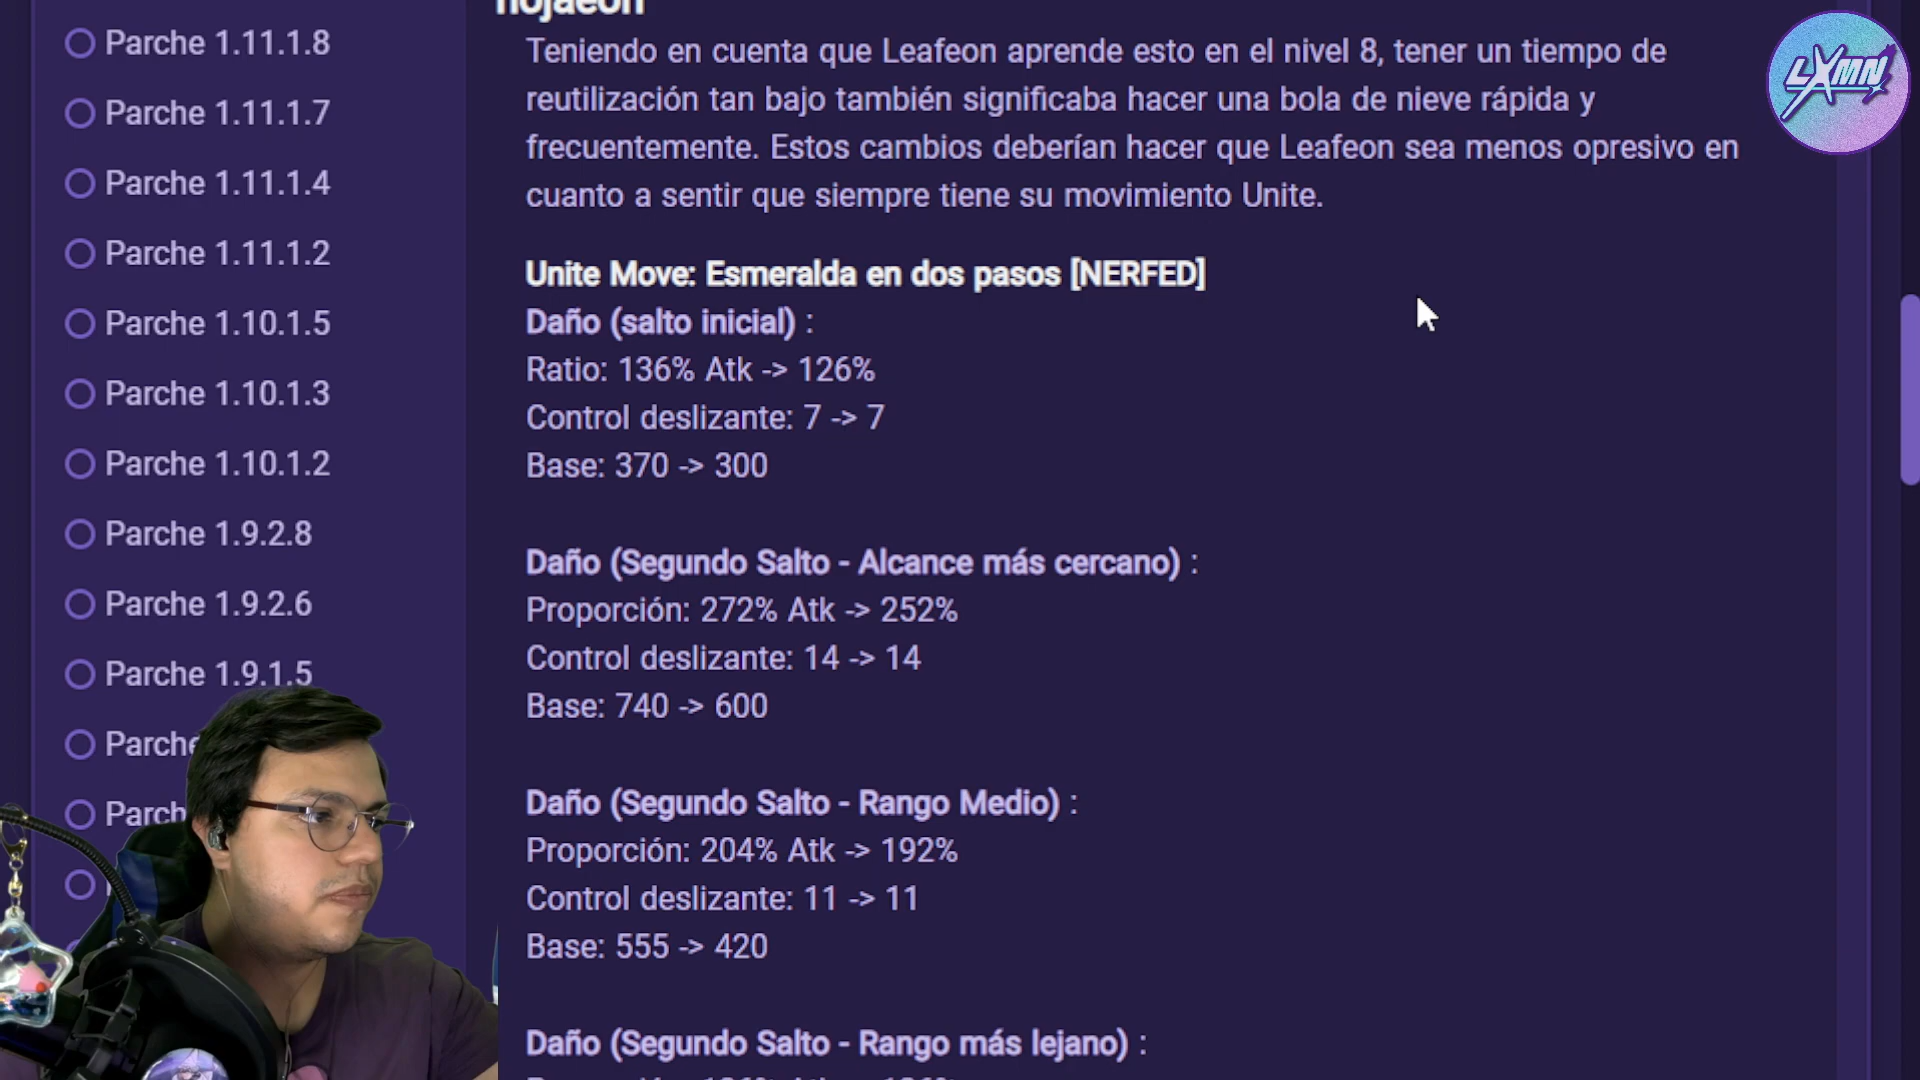 Parche 1.11.1.8
Parche 1.11.1.7
Parche 1.11.1.4
Parche 1.11.1.2
Parche 1.10.1.5
Parche 1.10.1.3
Parche 1.10.1.2
Parche 1.9.2.8
Parche 1.9.2.6
Parche 1.9.1.5
Parche
Parch
Teniendo en cuenta que Leafeon aprende esto en el nivel 8, tener un tiempo de
reutilización tan bajo también significaba hacer una bola de nieve rápida y
frecuentemente. Estos cambios deberían hacer que Leafeon sea menos opresivo en
cuanto a sentir que siempre tiene su movimiento Unite.
Unite Move: Esmeralda en dos pasos [NERFED]
Daño (salto inicial) :
Ratio: 136% Atk -> 126%
Control deslizante: 7 -> 7
Base: 370 -> 300
Daño (Segundo Salto - Alcance más cercano) :
Proporción: 272% Atk -> 252%
Control deslizante: 14 -> 14
Base: 740 -> 600
Daño (Segundo Salto - Rango Medio) :
Proporción: 204% Atk -> 192%
Control deslizante: 11 -> 11
Base: 555 -> 420
Daño (Segundo Salto - Rango más lejano) :
LXMN